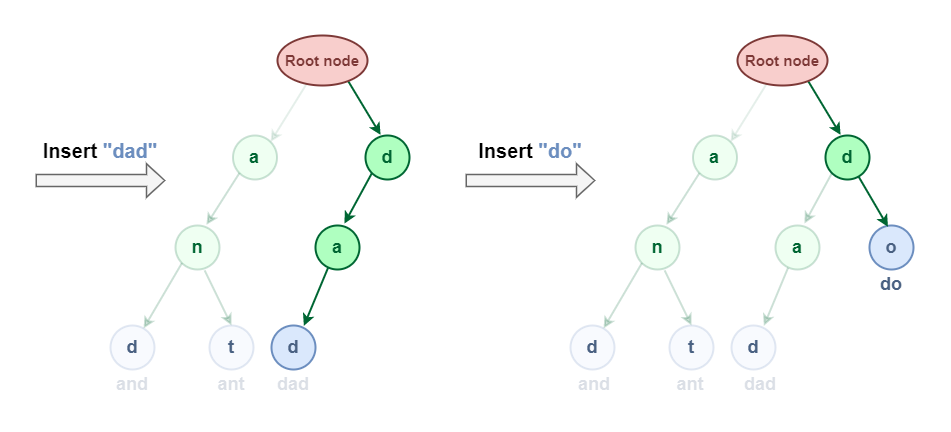 Root node
Insert "dad"
a
d
n
a
d
t
d
and
ant
dad
Root node
Insert "do"
a
d
n
a
o
do
d
t
d
and
ant
dad